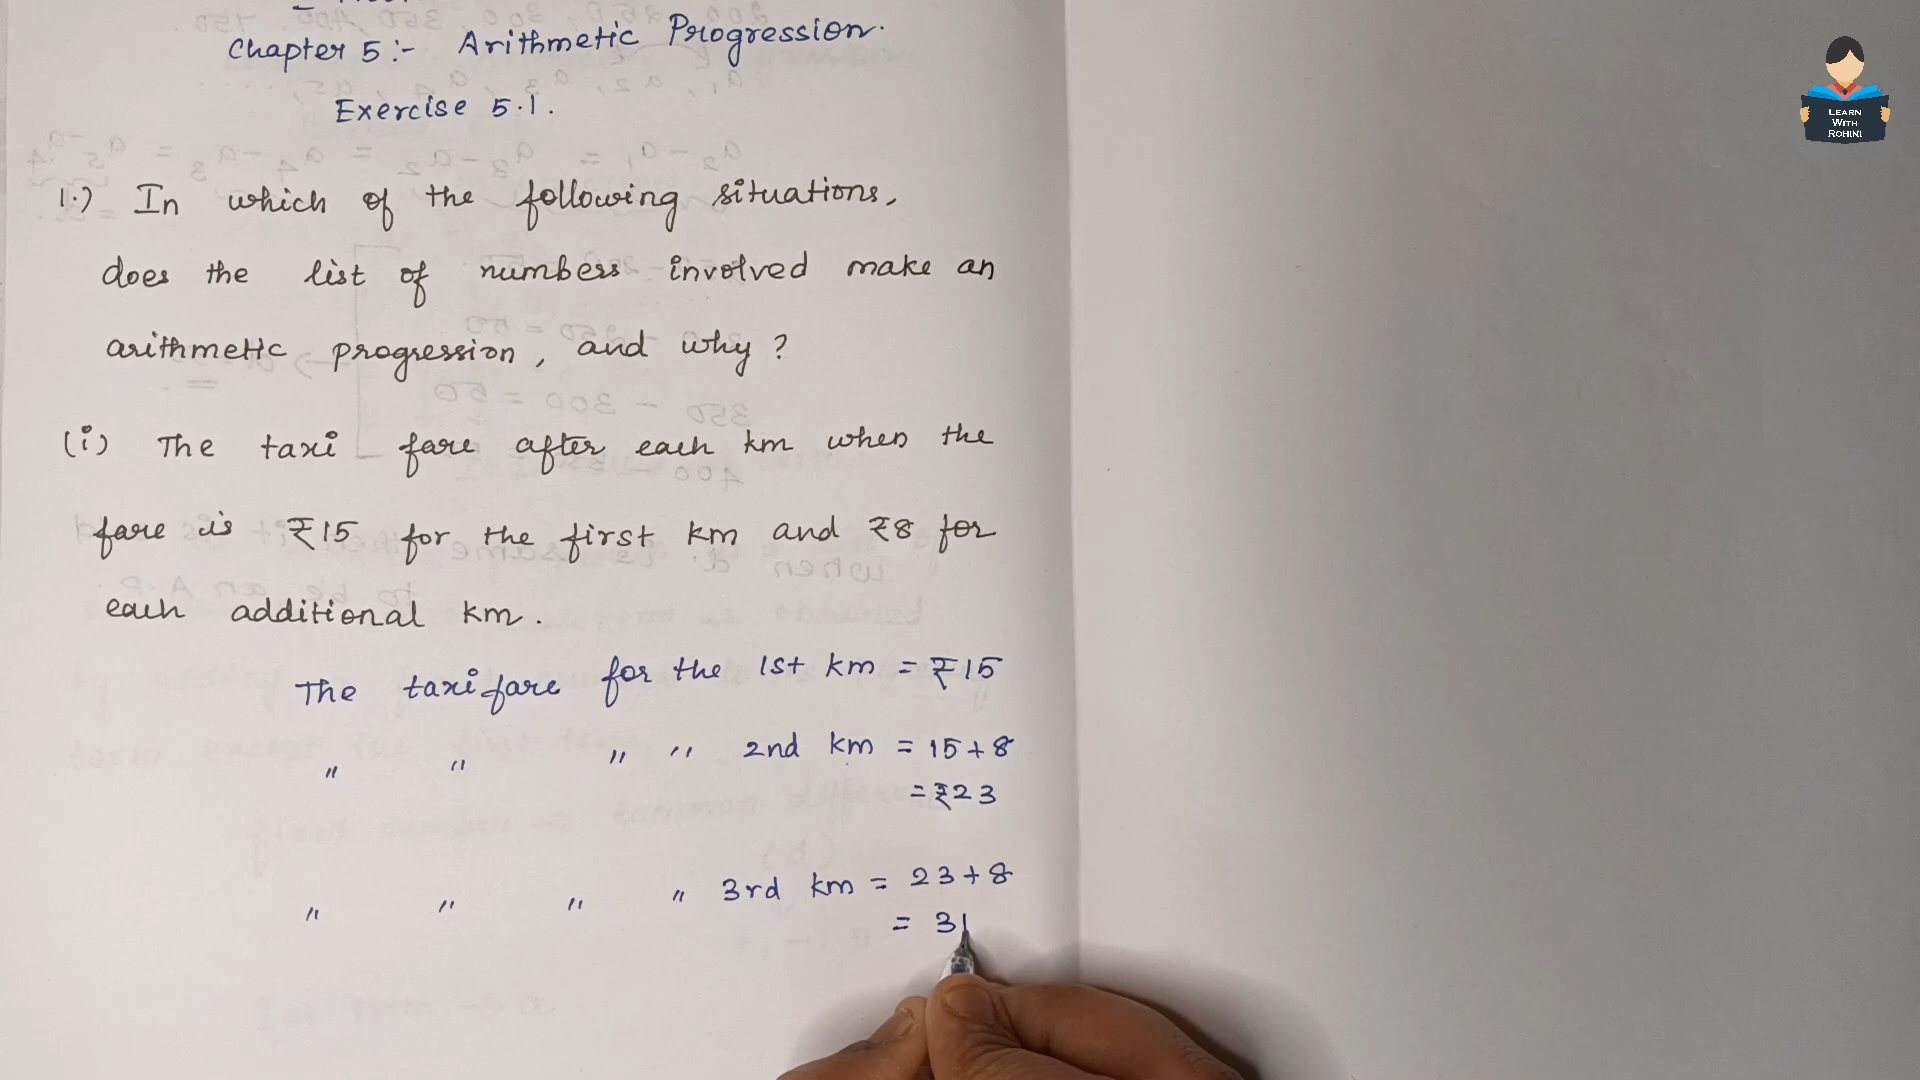 Chapter 5:- Arithmetic Progression.
Exercise 5.1.
1.) In which of the following situations,
does the list of numbers involved make an
arithmetic progression, and why?
(i) The taxi fare after each km when the
fare is ₹15 for the first km and ₹8 for
each additional km.
The taxi fare for the 1st km = ₹15
" " " " 2nd km = 15+8
= ₹23
" " " " 3rd km = 23+8
= 31
LEARN
WITH
ROHINI